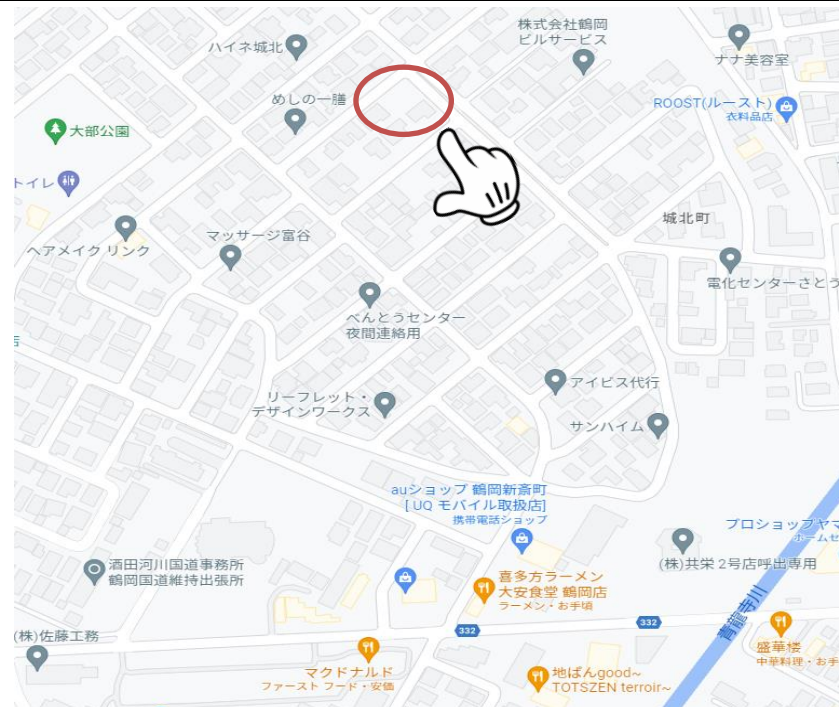 株式会社鶴岡
ビルサービス
ハイネ城北
ナナ美容室
めしの一膳
ROOST(ルースト)
衣料品店
大部公園
トイレ
城北町
ヘアメイク リンク
マッサージ富谷
電化センターさとう
べんとうセンター
夜間連絡用
店
アイビス代行
リーフレット・
デザインワークス
サンハイム
auショップ 鶴岡新斎町
[ UQ モバイル取扱店]
携帯電話ショップ
プロショップヤマ
ホームセ
酒田河川国道事務所
鶴岡国道維持出張所
(株)共栄 2号店呼出専用
喜多方ラーメン
大安食堂 鶴岡店
ラーメン・お手頃
青龍寺川
332
332
(株)佐藤工務
盛華楼
中華料理・お手
マクドナルド
ファースト フード・安価
地ばんgood~
TOTSZEN terroir~